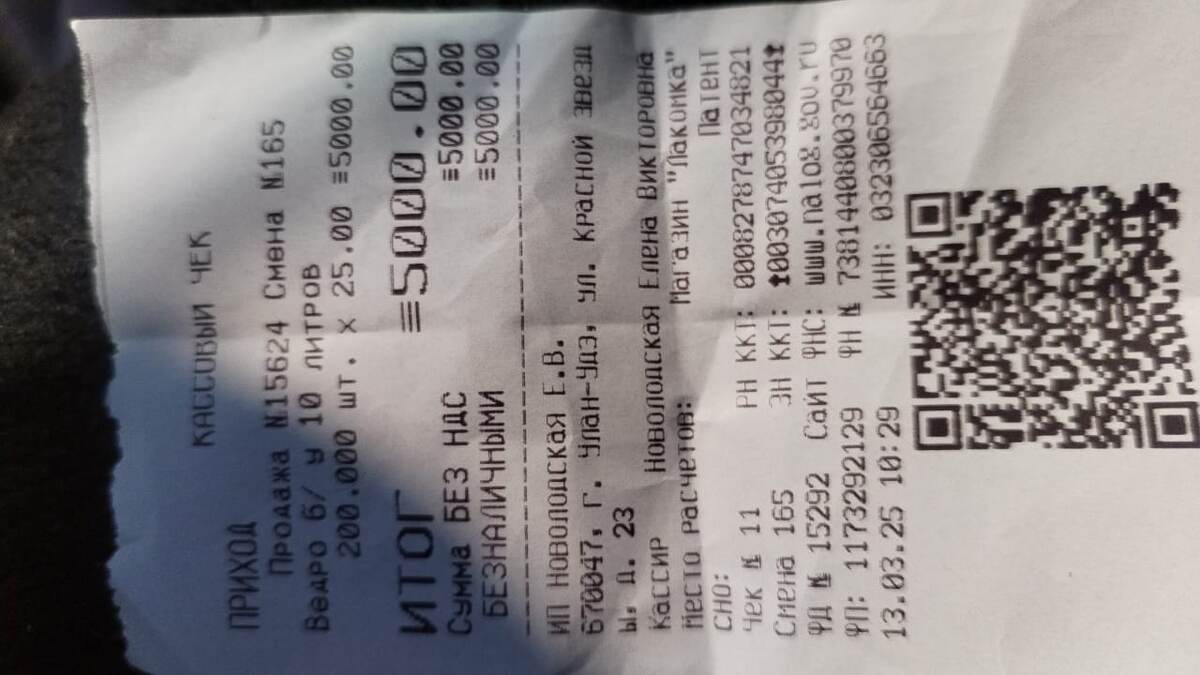 КАССОВЫЙ ЧЕК
ПРИХОД
Продажа №15624 Смена №165
Ведро б/ у 10 литров
200.000 шт. x 25.00 ≡5000.00
ИТОГ ≡5000.00
Сумма БЕЗ НДС ≡5000.00
БЕЗНАЛИЧНЫМИ ≡5000.00
ИП Новолодская Е.В.
670047, г. Улан-Удэ, ул. Красной звезд
ы, д. 23
Кассир Новолодская Елена Викторовна
Место расчетов: Магазин "Лакомка"
СНО: Патент
Чек № 11 РН ККТ: 0008278747034821
Смена 165 ЗН ККТ: 00307405398044
ФД № 15292 Сайт ФНС: www.nalog.gov.ru
ФП: 1173292129 ФН № 7381440800379970
13.03.25 10:29 ИНН: 032306564663